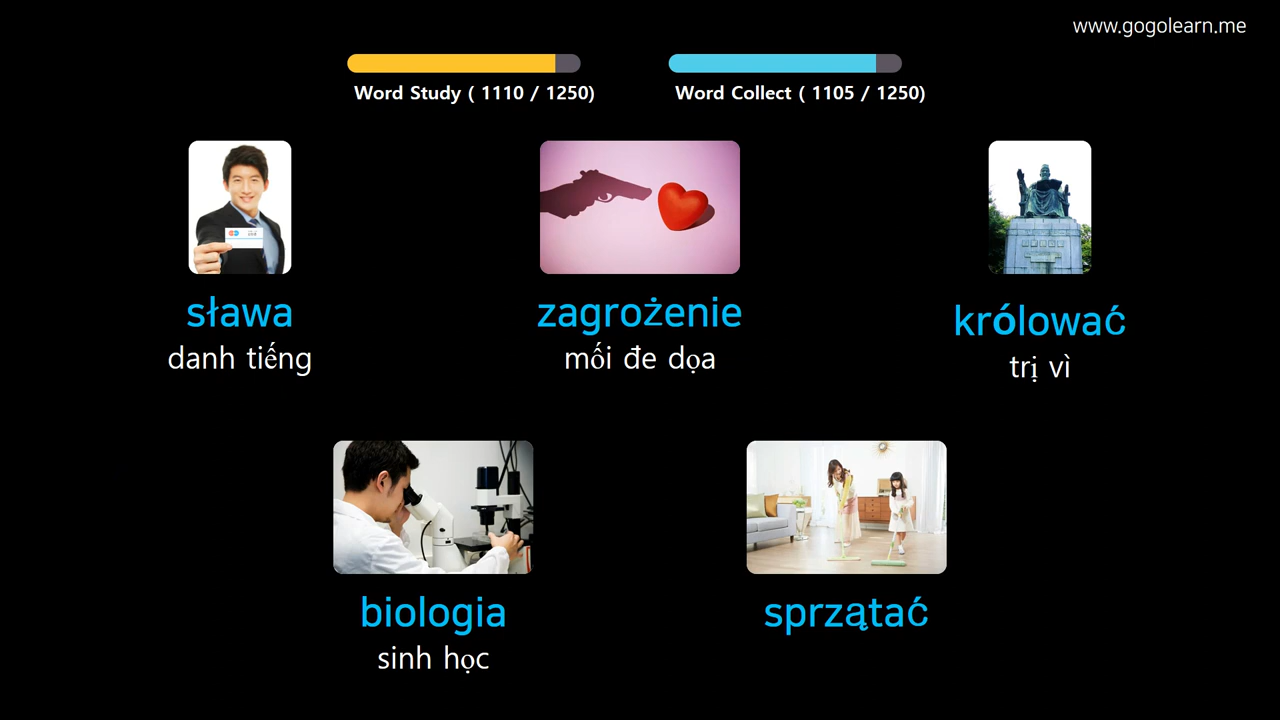 www.gogolearn.me
Word Study ( 1110 / 1250)
Word Collect ( 1105 / 1250)
sława
danh tiếng
zagrożenie
mối đe dọa
królować
trị vì
biologia
sinh học
sprzątać